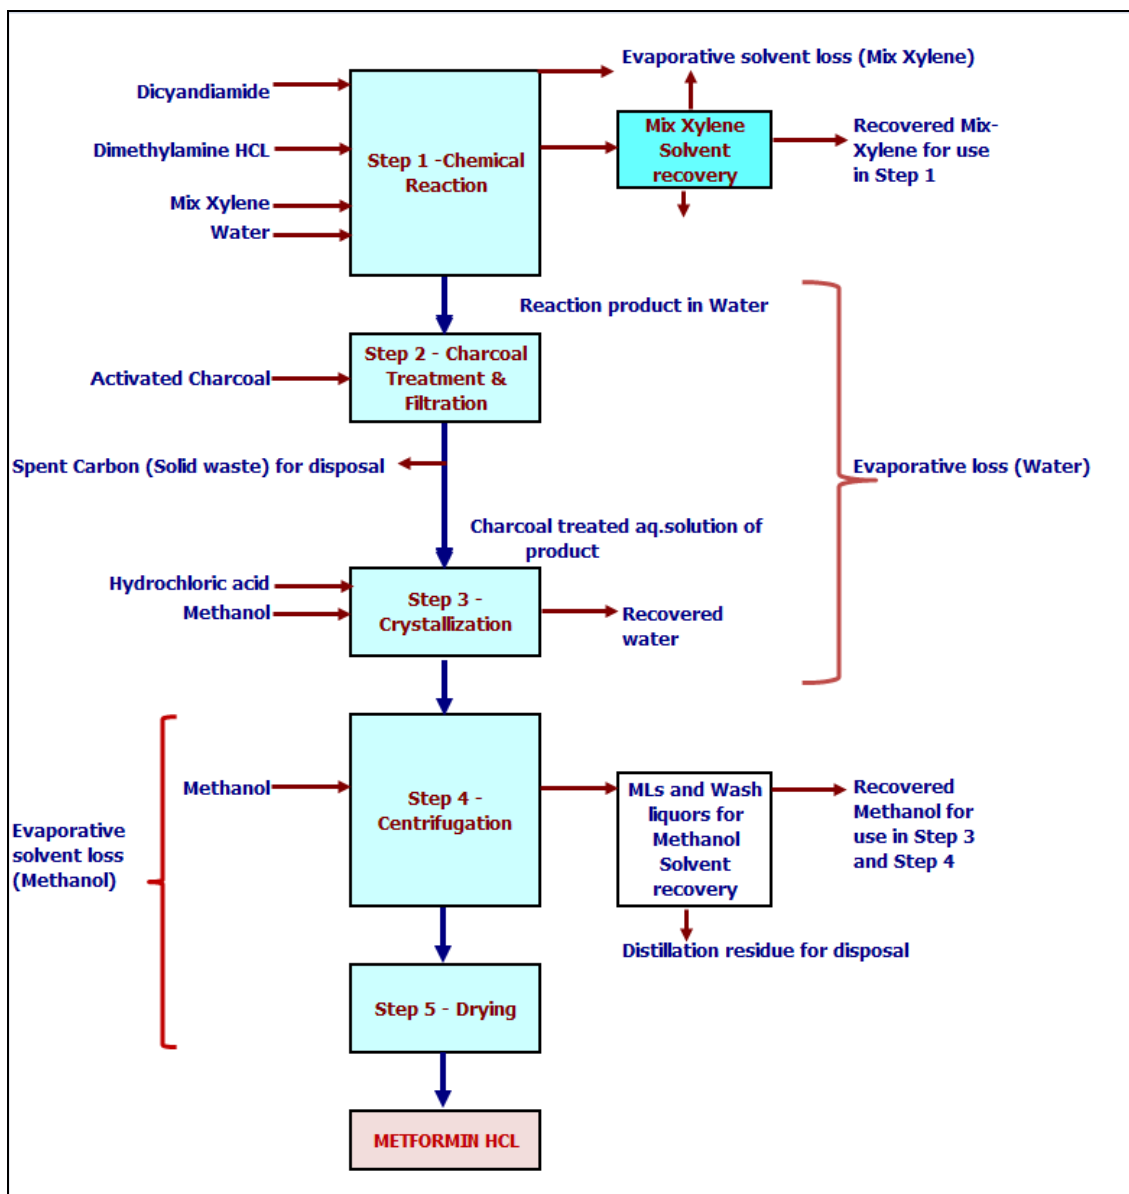 Evaporative solvent loss (Mix Xylene)
Dicyandiamide
Dimethylamine HCL
Mix Xylene
Water
Step 1 -Chemical
Reaction
Mix Xylene
Solvent
recovery
Recovered Mix-
Xylene for use
in Step 1
Reaction product in Water
Step 2 - Charcoal
Treatment &
Filtration
Activated Charcoal
Spent Carbon (Solid waste) for disposal
Evaporative loss (Water)
Charcoal treated aq.solution of
product
Hydrochloric acid
Methanol
Step 3 -
Crystallization
Recovered
water
Methanol
Step 4 -
Centrifugation
MLs and Wash
liquors for
Methanol
Solvent
recovery
Recovered
Methanol for
use in Step 3
and Step 4
Evaporative
solvent loss
(Methanol)
Distillation residue for disposal
Step 5 - Drying
METFORMIN HCL